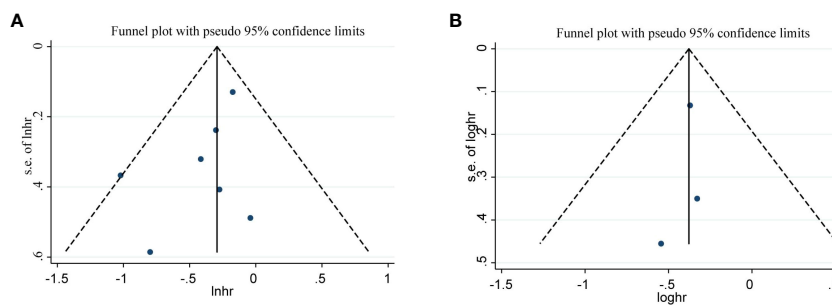 A
Funnel plot with pseudo 95% confidence limits
s.e. of lnhr
0
.2
.4
.6
-1.5
-1
-.5
0
.5
1
lnhr
B
Funnel plot with pseudo 95% confidence limits
s.e. of loghr
0
.1
.2
.3
.4
.5
-1.5
-1
-.5
0
loghr